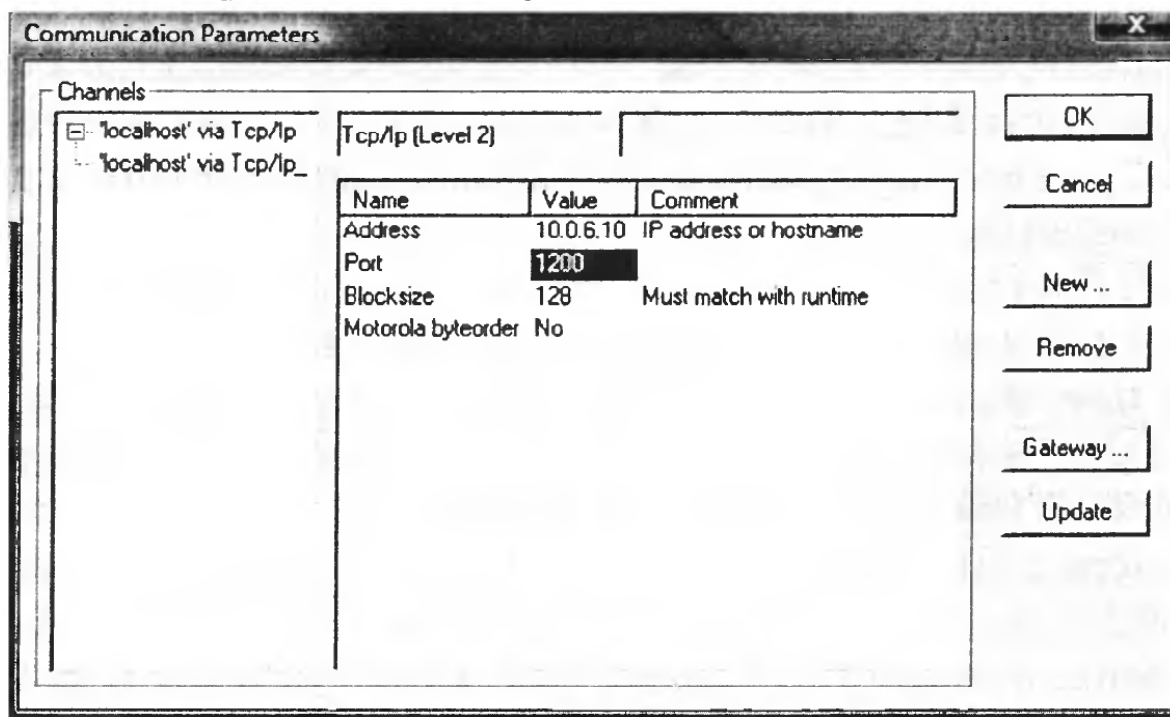 Communication Parameters
X
Channels
'localhost' via Tcp/Ip
'localhost' via Tcp/Ip_
Tcp/Ip (Level 2)
Name Value Comment
Address 10.0.6.10 IP address or hostname
Port 1200
Blocksize 128 Must match with runtime
Motorola byteorder No
OK
Cancel
New ...
Remove
Gateway ...
Update